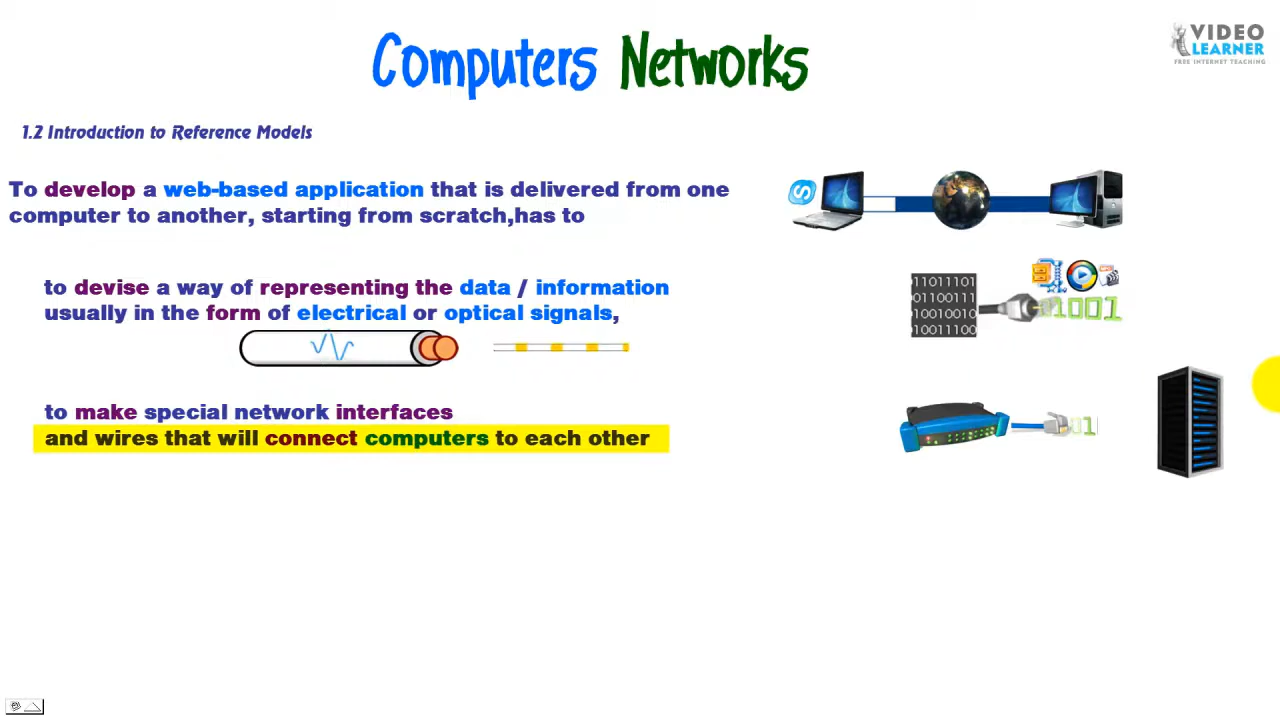 Computers Networks
VIDEO
LEARNER
FREE INTERNET TEACHING
1.2 Introduction to Reference Models
To develop a web-based application that is delivered from one
computer to another, starting from scratch,has to
to devise a way of representing the data / information
usually in the form of electrical or optical signals,
11011101
01100111
10010010
10011100
1001
to make special network interfaces
and wires that will connect computers to each other
01